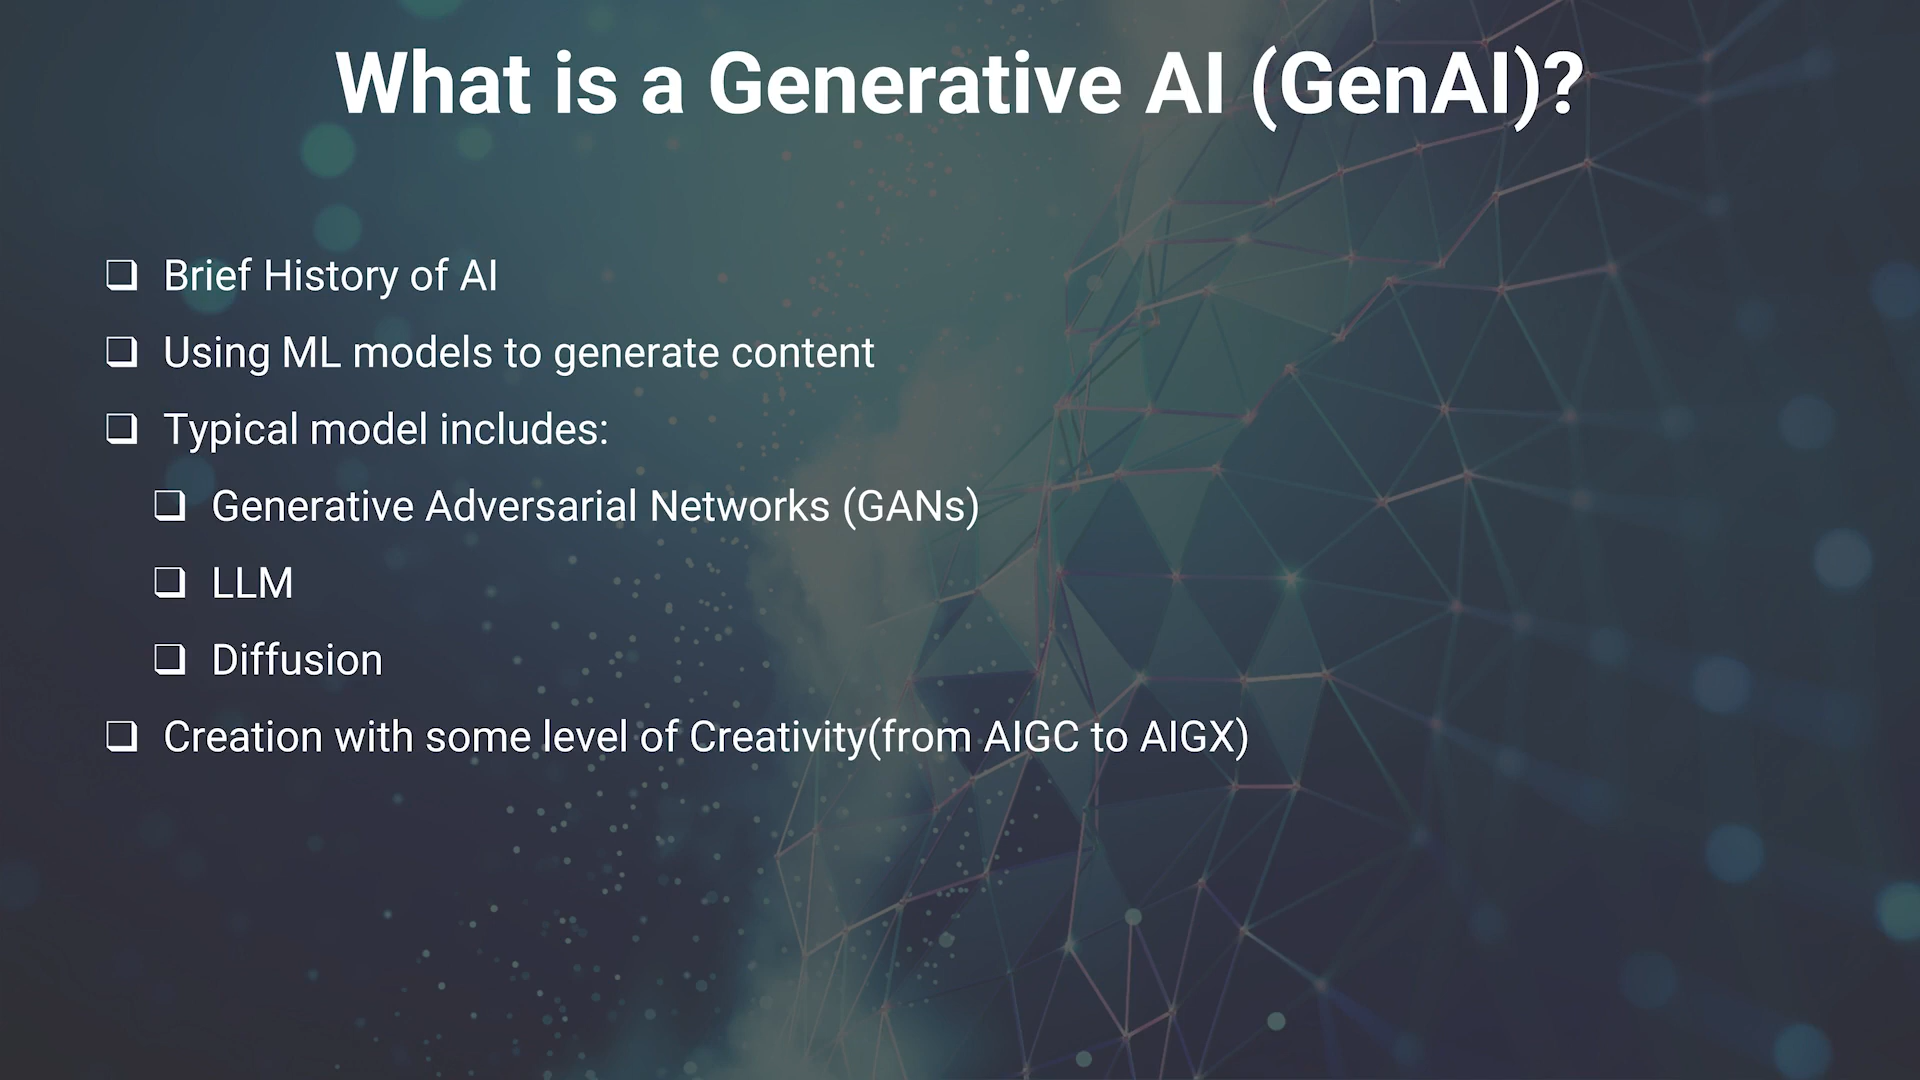 What is a Generative AI (GenAI)?
❑ Brief History of AI
❑ Using ML models to generate content
❑ Typical model includes:
❑ Generative Adversarial Networks (GANs)
❑ LLM
❑ Diffusion
❑ Creation with some level of Creativity(from AIGC to AIGX)